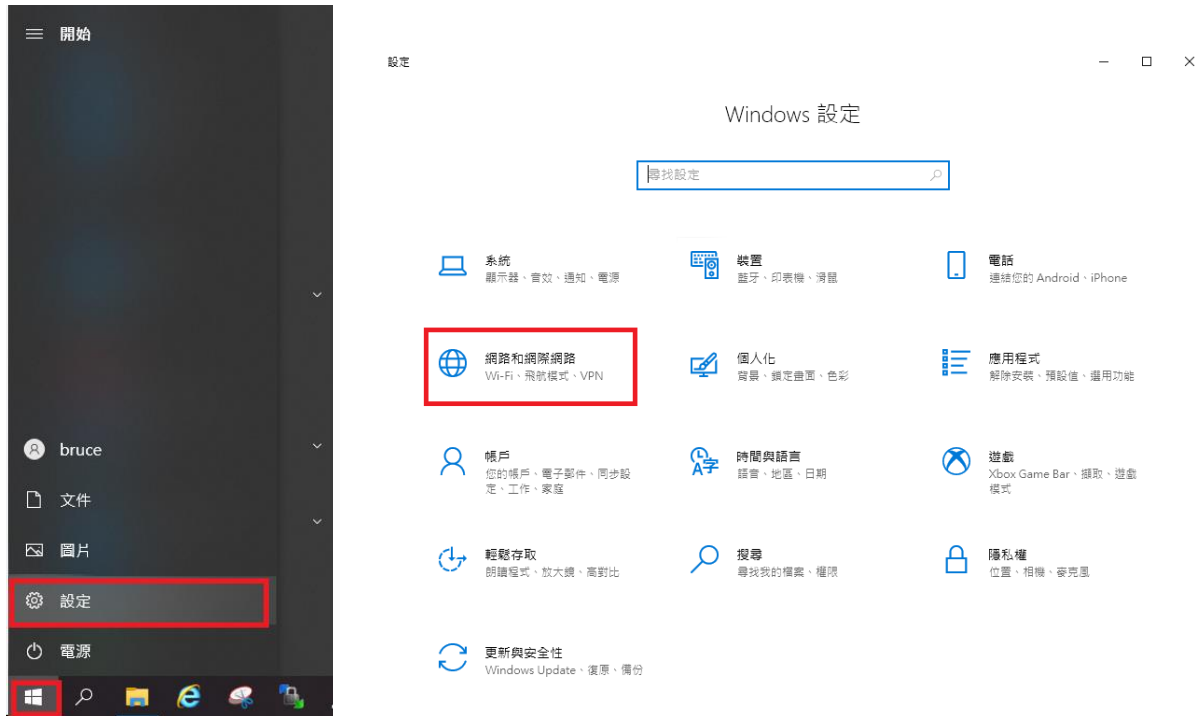 開始
bruce
文件
圖片
設定
電源
設定
Windows 設定
尋找設定
系統
顯示器、音效、通知、電源
裝置
藍牙、印表機、滑鼠
電話
連結您的 Android、iPhone
網路和網際網路
Wi-Fi、飛航模式、VPN
個人化
背景、鎖定畫面、色彩
應用程式
解除安裝、預設值、選用功能
帳戶
您的帳戶、電子郵件、同步設
定、工作、家庭
時間與語言
語言、地區、日期
遊戲
Xbox Game Bar、擷取、遊戲
模式
輕鬆存取
朗讀程式、放大鏡、高對比
搜尋
尋找我的檔案、權限
隱私權
位置、相機、麥克風
更新與安全性
Windows Update、復原、備份